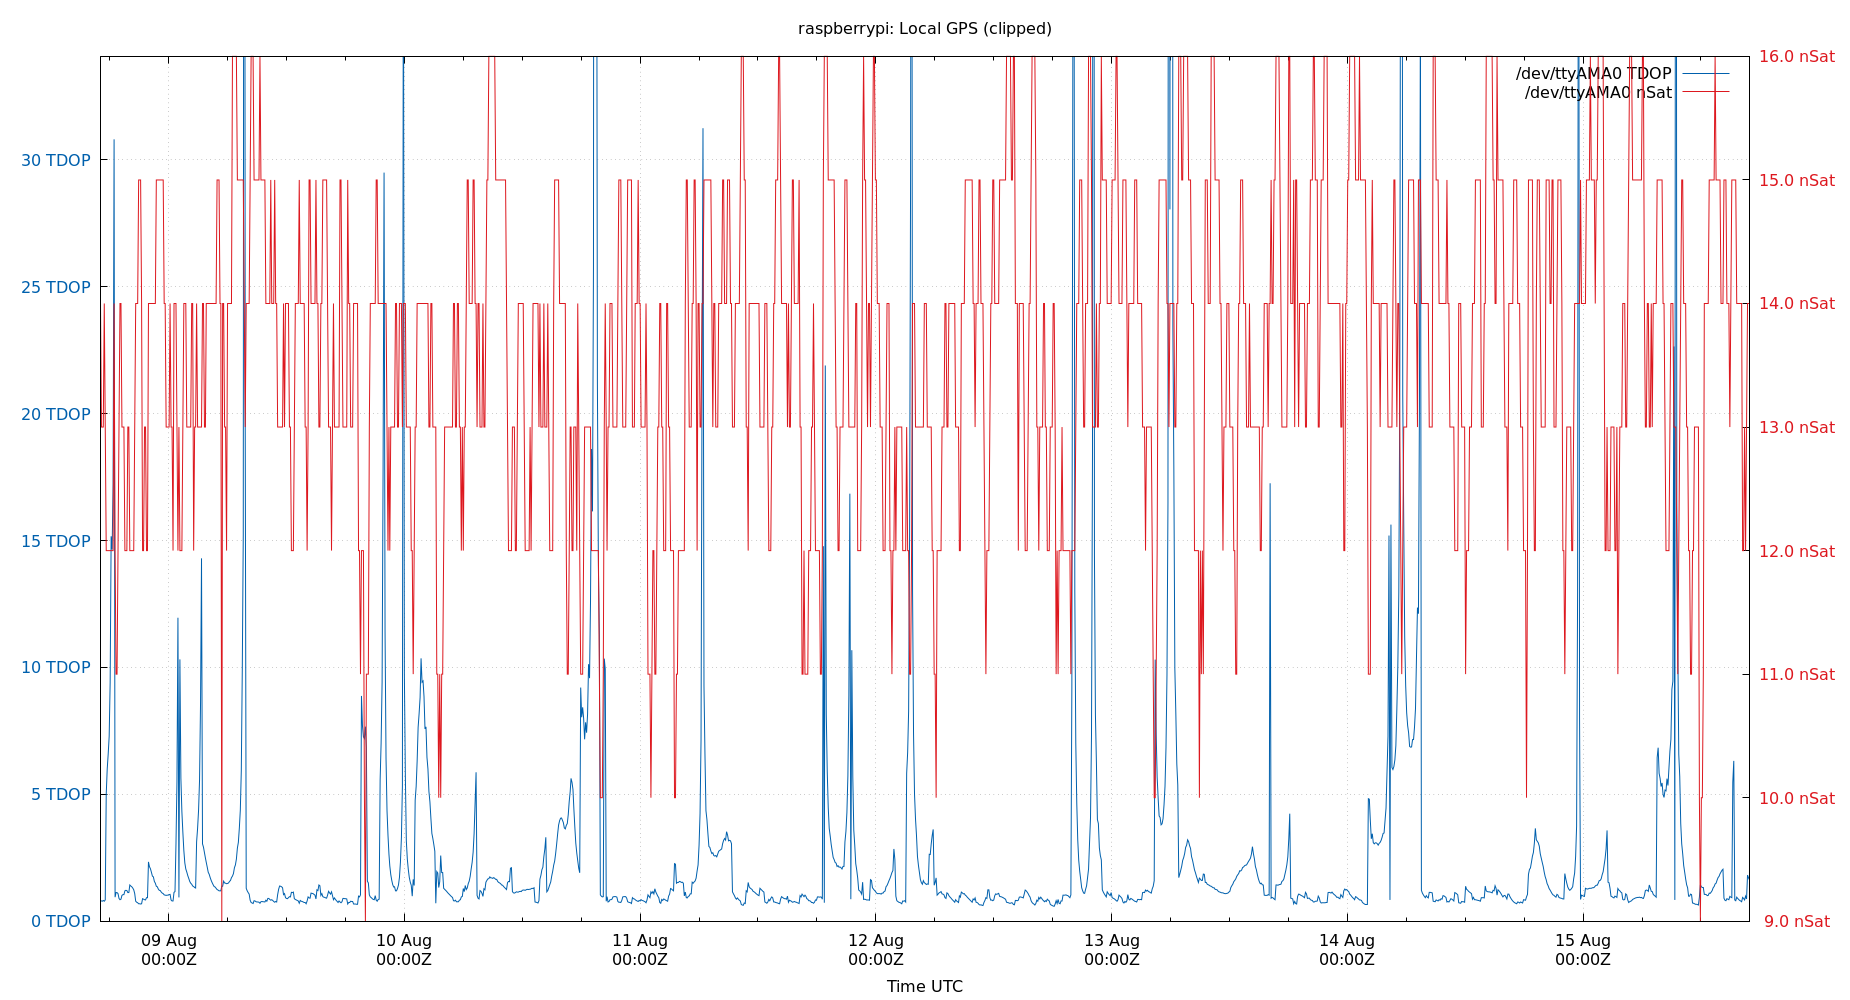 raspberrypi: Local GPS (clipped)
16.0 nSat
/dev/ttyAMA0 TDOP
/dev/ttyAMA0 nSat
30 TDOP
15.0 nSat
25 TDOP
14.0 nSat
20 TDOP
13.0 nSat
15 TDOP
12.0 nSat
10 TDOP
11.0 nSat
5 TDOP
10.0 nSat
0 TDOP
9.0 nSat
09 Aug 10 Aug 11 Aug 12 Aug 13 Aug 14 Aug 15 Aug
00:00Z 00:00Z 00:00Z 00:00Z 00:00Z 00:00Z 00:00Z
Time UTC